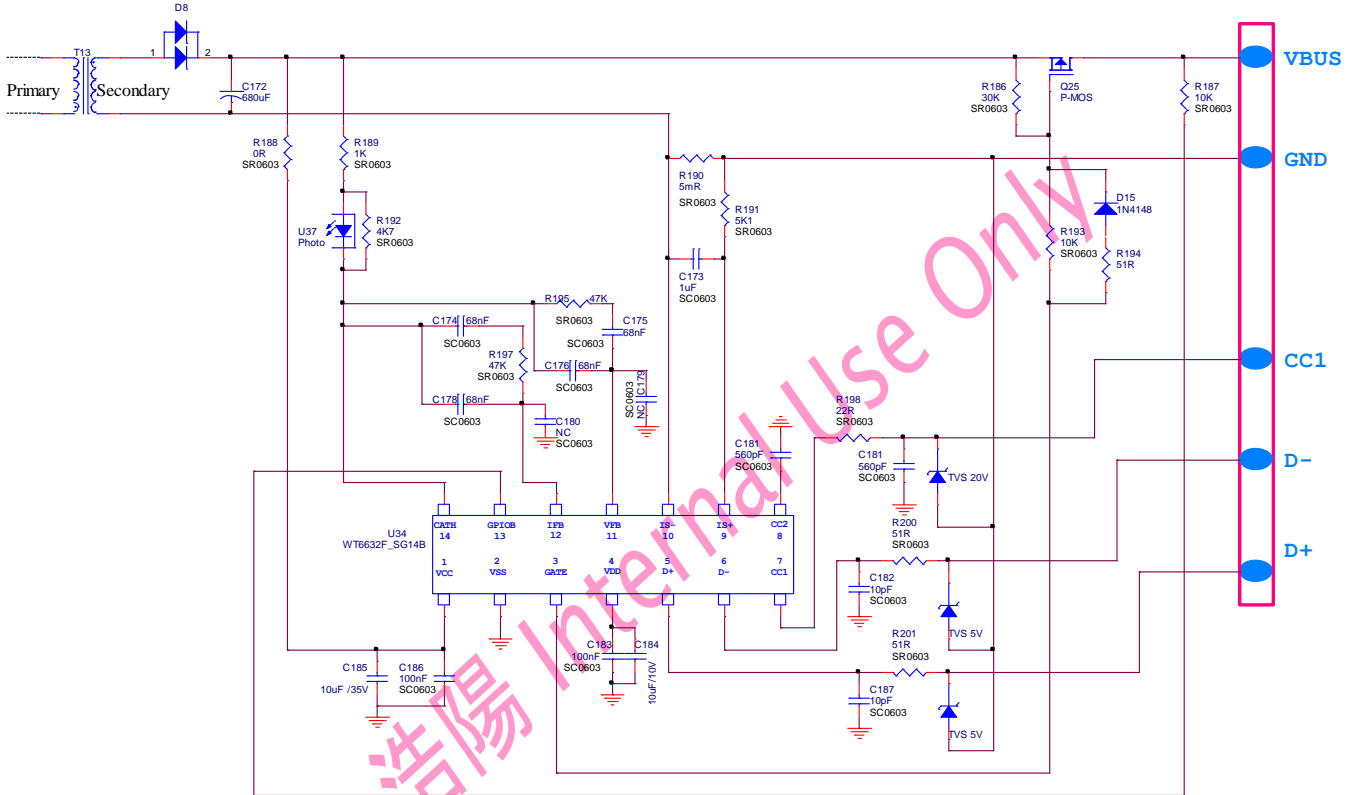 D8
T13
1
2
Primary
Secondary
C172
680uF
R188
0R
SR0603
R189
1K
SR0603
R186
30K
SC0603
Q25
P-MOS
R187
10K
SR0603
VBUS
GND
R190
5mR
SR0603
R191
5K1
SR0603
D15
1N4148
U37
Photo
R192
4K7
SR0603
R193
10K
SR0603
R194
51R
C173
1uF
SC0603
R195
47K
SR0603
C174
68nF
SC0603
C175
68nF
SC0603
R197
47K
SR0603
C176
68nF
SC0603
C178
68nF
SC0603
C179
NC
SC0603
C180
NC
SC0603
CC1
R198
22R
SR0603
C181
560pF
SC0603
C181
560pF
SC0603
TVS 20V
D-
U34
WT6632F_SG14B
CATH
14
GPIOB
13
IFB
12
VFB
11
IS-
10
IS+
9
CC2
8
1
VCC
2
VSS
3
GATE
4
VDD
5
D+
6
D-
7
CC1
R200
51R
SR0603
D+
C182
10pF
SC0603
TVS 5V
R201
51R
SR0603
C183
100nF
SC0603
C184
10uF/10V
C185
10uF /35V
C186
100nF
SC0603
C187
10pF
SC0603
TVS 5V
浩陽 Internal Use Only